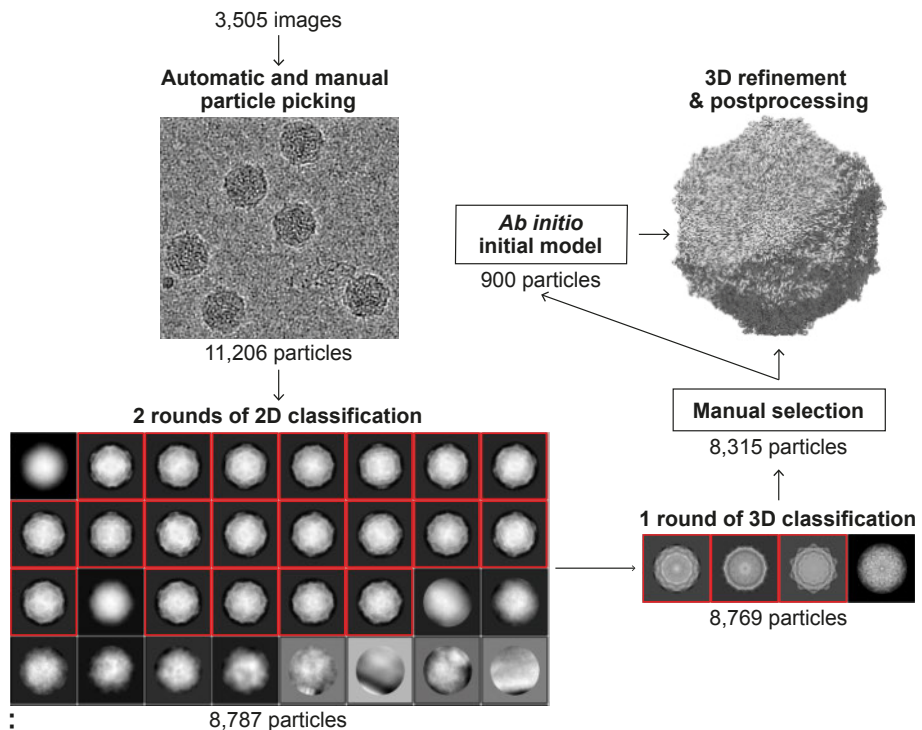 3,505 images
Automatic and manual
particle picking
11,206 particles
2 rounds of 2D classification
8,787 particles
:
1 round of 3D classification
8,769 particles
Manual selection
8,315 particles
Ab initio
initial model
900 particles
3D refinement
& postprocessing